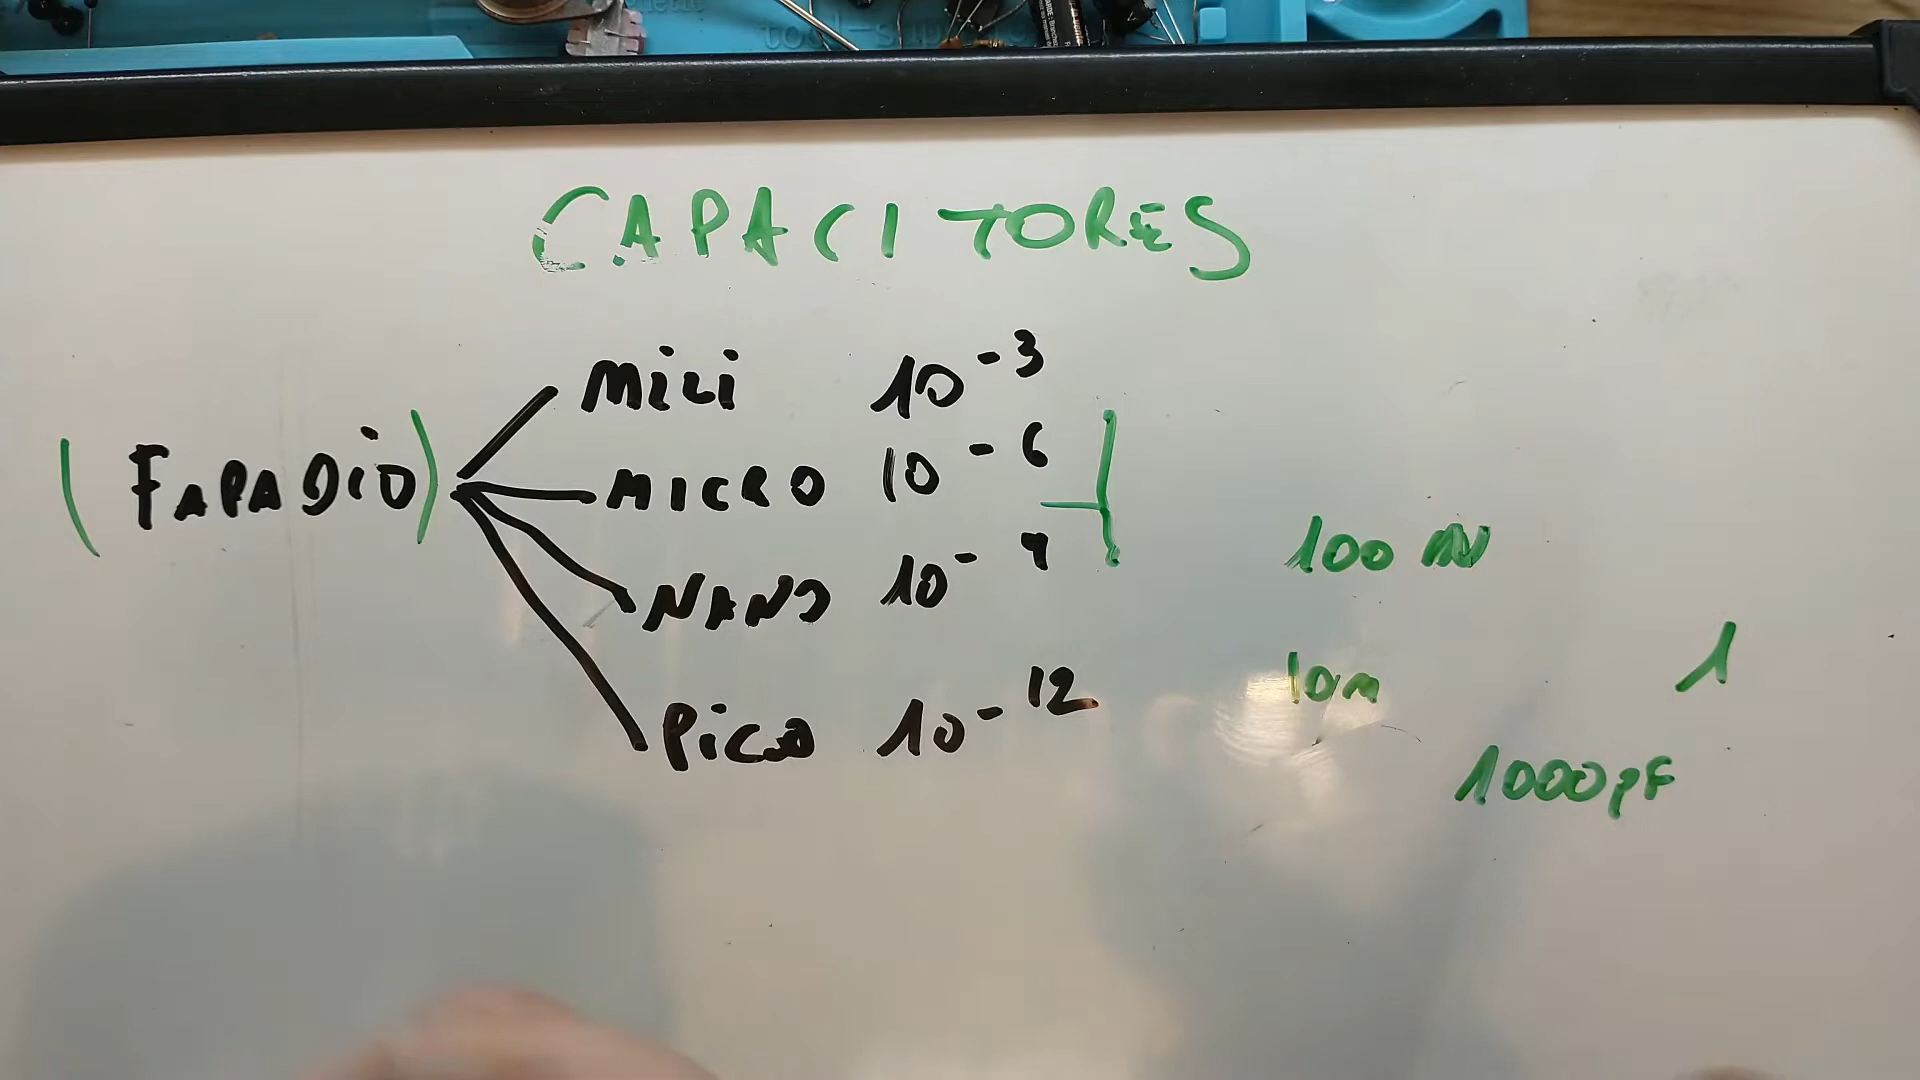 CAPACITORES
MiLi 10⁻³
(FARADiO) MICRO 10⁻⁶
NANO 10⁻⁹
100
PiCO 10⁻¹²
10n
1
1000pF